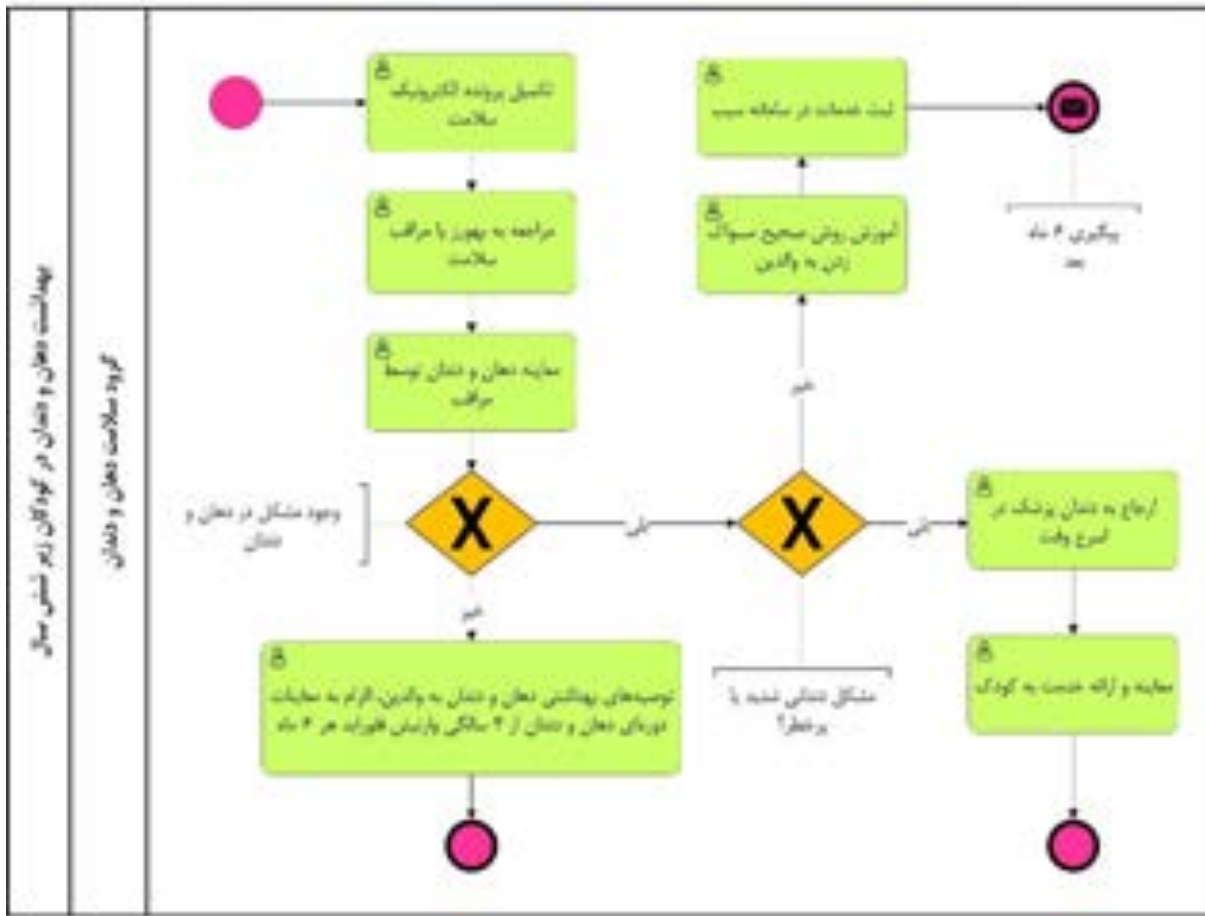 بهداشت دهان و دندان در کودکان زیر شش سال
گروه سلامت دهان و دندان
تکمیل پرونده الکترونیک
سلامت
مراجعه به بهورز یا مراقب
سلامت
معاینه دهان و دندان توسط
مراقب
وجود مشکل در دهان و
دندان
بلی
خیر
توصیه‌های بهداشتی دهان و دندان به والدین، الزام به معاینات
دوره‌ای دهان و دندان از ۳ سالگی وارنیش فلوراید هر ۶ ماه
مشکل دندانی شدید یا
پرخطر؟
خیر
آموزش روش صحیح مسواک
زدن به والدین
ثبت خدمات در سامانه سیب
پیگیری ۶ ماه
بعد
بلی
ارجاع به دندان پزشک در
اسرع وقت
معاینه و ارائه خدمت به کودک